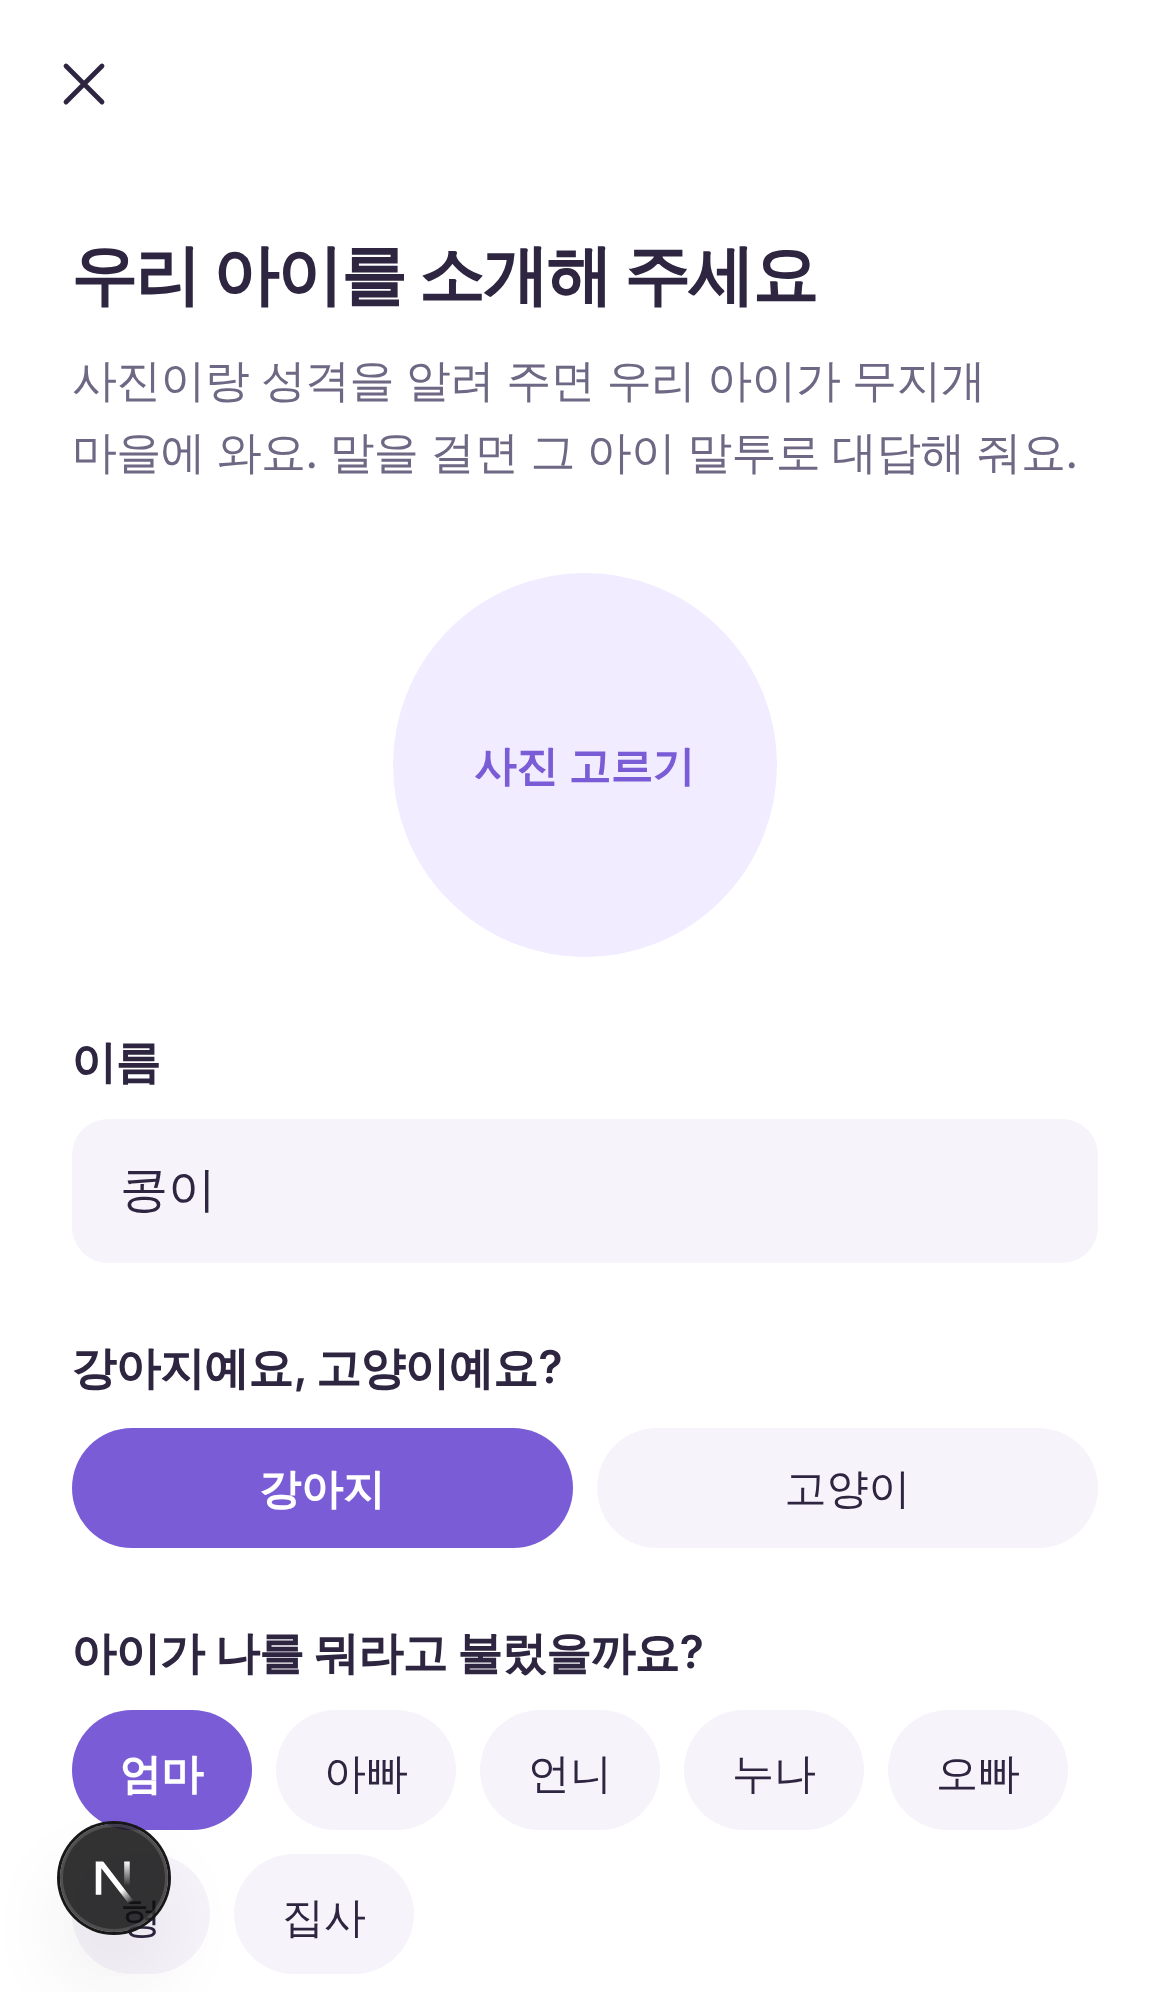 우리 아이를 소개해 주세요
사진이랑 성격을 알려 주면 우리 아이가 무지개
마을에 와요. 말을 걸면 그 아이 말투로 대답해 줘요.
사진 고르기
이름
콩이
강아지예요, 고양이예요?
강아지 고양이
아이가 나를 뭐라고 불렀을까요?
엄마 아빠 언니 누나 오빠
N
형 집사